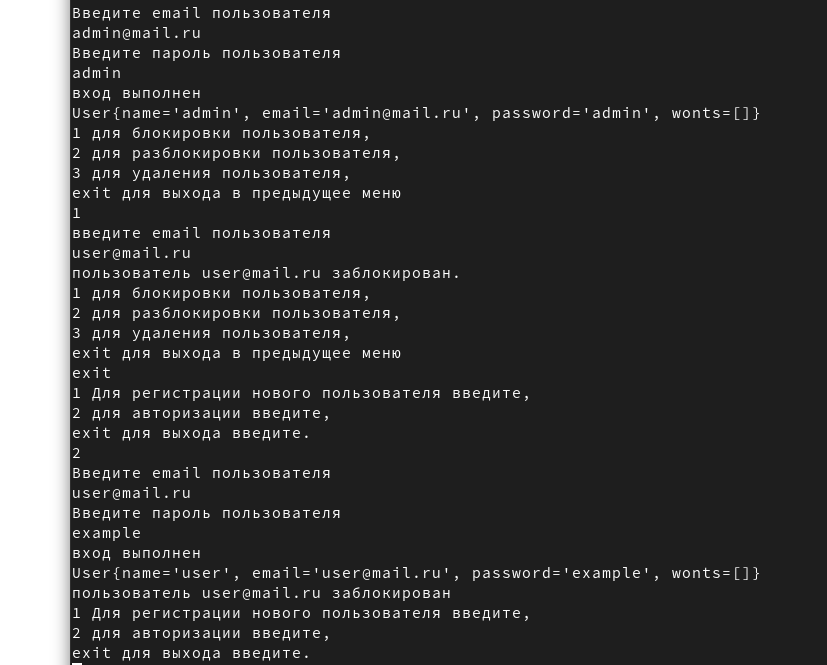 Введите email пользователя
admin@mail.ru
Введите пароль пользователя
admin
вход выполнен
User{name='admin', email='admin@mail.ru', password='admin', wonts=[]}
1 для блокировки пользователя,
2 для разблокировки пользователя,
3 для удаления пользователя,
exit для выхода в предыдущее меню
1
введите email пользователя
user@mail.ru
пользователь user@mail.ru заблокирован.
1 для блокировки пользователя,
2 для разблокировки пользователя,
3 для удаления пользователя,
exit для выхода в предыдущее меню
exit
1 Для регистрации нового пользователя введите,
2 для авторизации введите,
exit для выхода введите.
2
Введите email пользователя
user@mail.ru
Введите пароль пользователя
example
вход выполнен
User{name='user', email='user@mail.ru', password='example', wonts=[]}
пользователь user@mail.ru заблокирован
1 Для регистрации нового пользователя введите,
2 для авторизации введите,
exit для выхода введите.